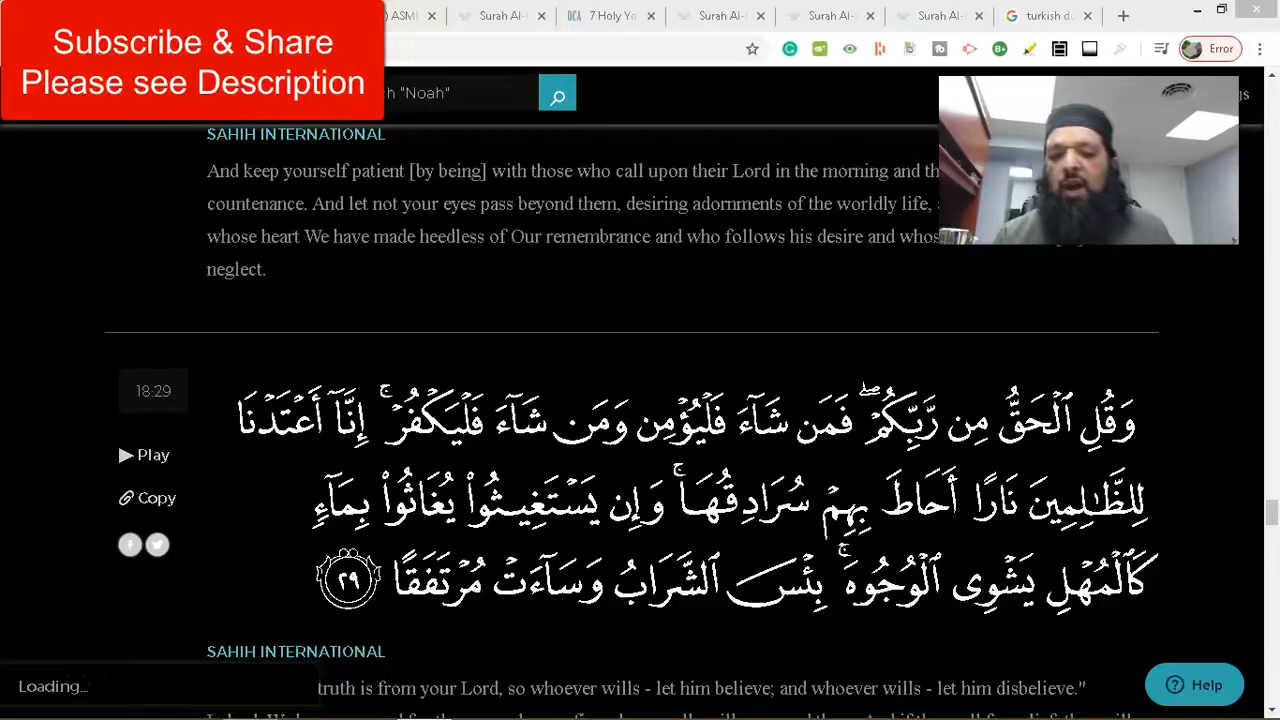 Subscribe & Share
Please see Description
) ASMI
Surah Al-
DCA 7 Holy Yo
Surah Al-
Surah Al-
Surah Al-
turkish du
Error
"Noah"
SAHIH INTERNATIONAL
And keep yourself patient [by being] with those who call upon their Lord in the morning and
countenance. And let not your eyes pass beyond them, desiring adornments of the worldly life,
whose heart We have made heedless of Our remembrance and who follows his desire and
neglect.
18:29
وَقُلِ ٱلْحَقُّ مِن رَّبِّكُمْ ۖ فَمَن شَآءَ فَلْيُؤْمِن وَمَن شَآءَ فَلْيَكْفُرْ ۚ إِنَّآ أَعْتَدْنَا
لِلظَّـٰلِمِينَ نَارًا أَحَاطَ بِهِمْ سُرَادِقُهَا ۚ وَإِن يَسْتَغِيثُوا۟ يُغَاثُوا۟ بِمَآءٍ
كَٱلْمُهْلِ يَشْوِى ٱلْوُجُوهَ ۚ بِئْسَ ٱلشَّرَابُ وَسَآءَتْ مُرْتَفَقًا ٢٩
Play
Copy
SAHIH INTERNATIONAL
Loading...
truth is from your Lord, so whoever wills - let him believe; and whoever wills - let him disbelieve."
Help